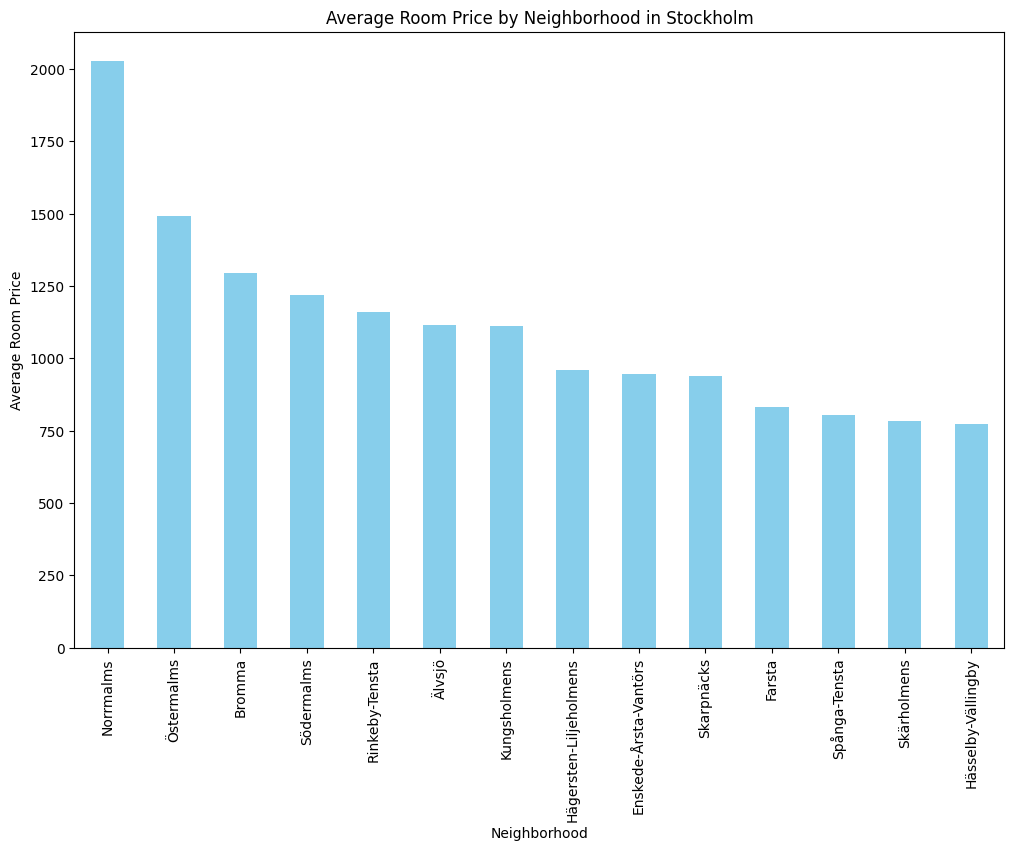 Average Room Price by Neighborhood in Stockholm
Average Room Price
2000
1750
1500
1250
1000
750
500
250
0
Norrmalms
Östermalms
Bromma
Södermalms
Rinkeby-Tensta
Älvsjö
Kungsholmens
Hägersten-Liljeholmens
Enskede-Årsta-Vantörs
Skarpnäcks
Farsta
Spånga-Tensta
Skärholmens
Hässelby-Vällingby
Neighborhood